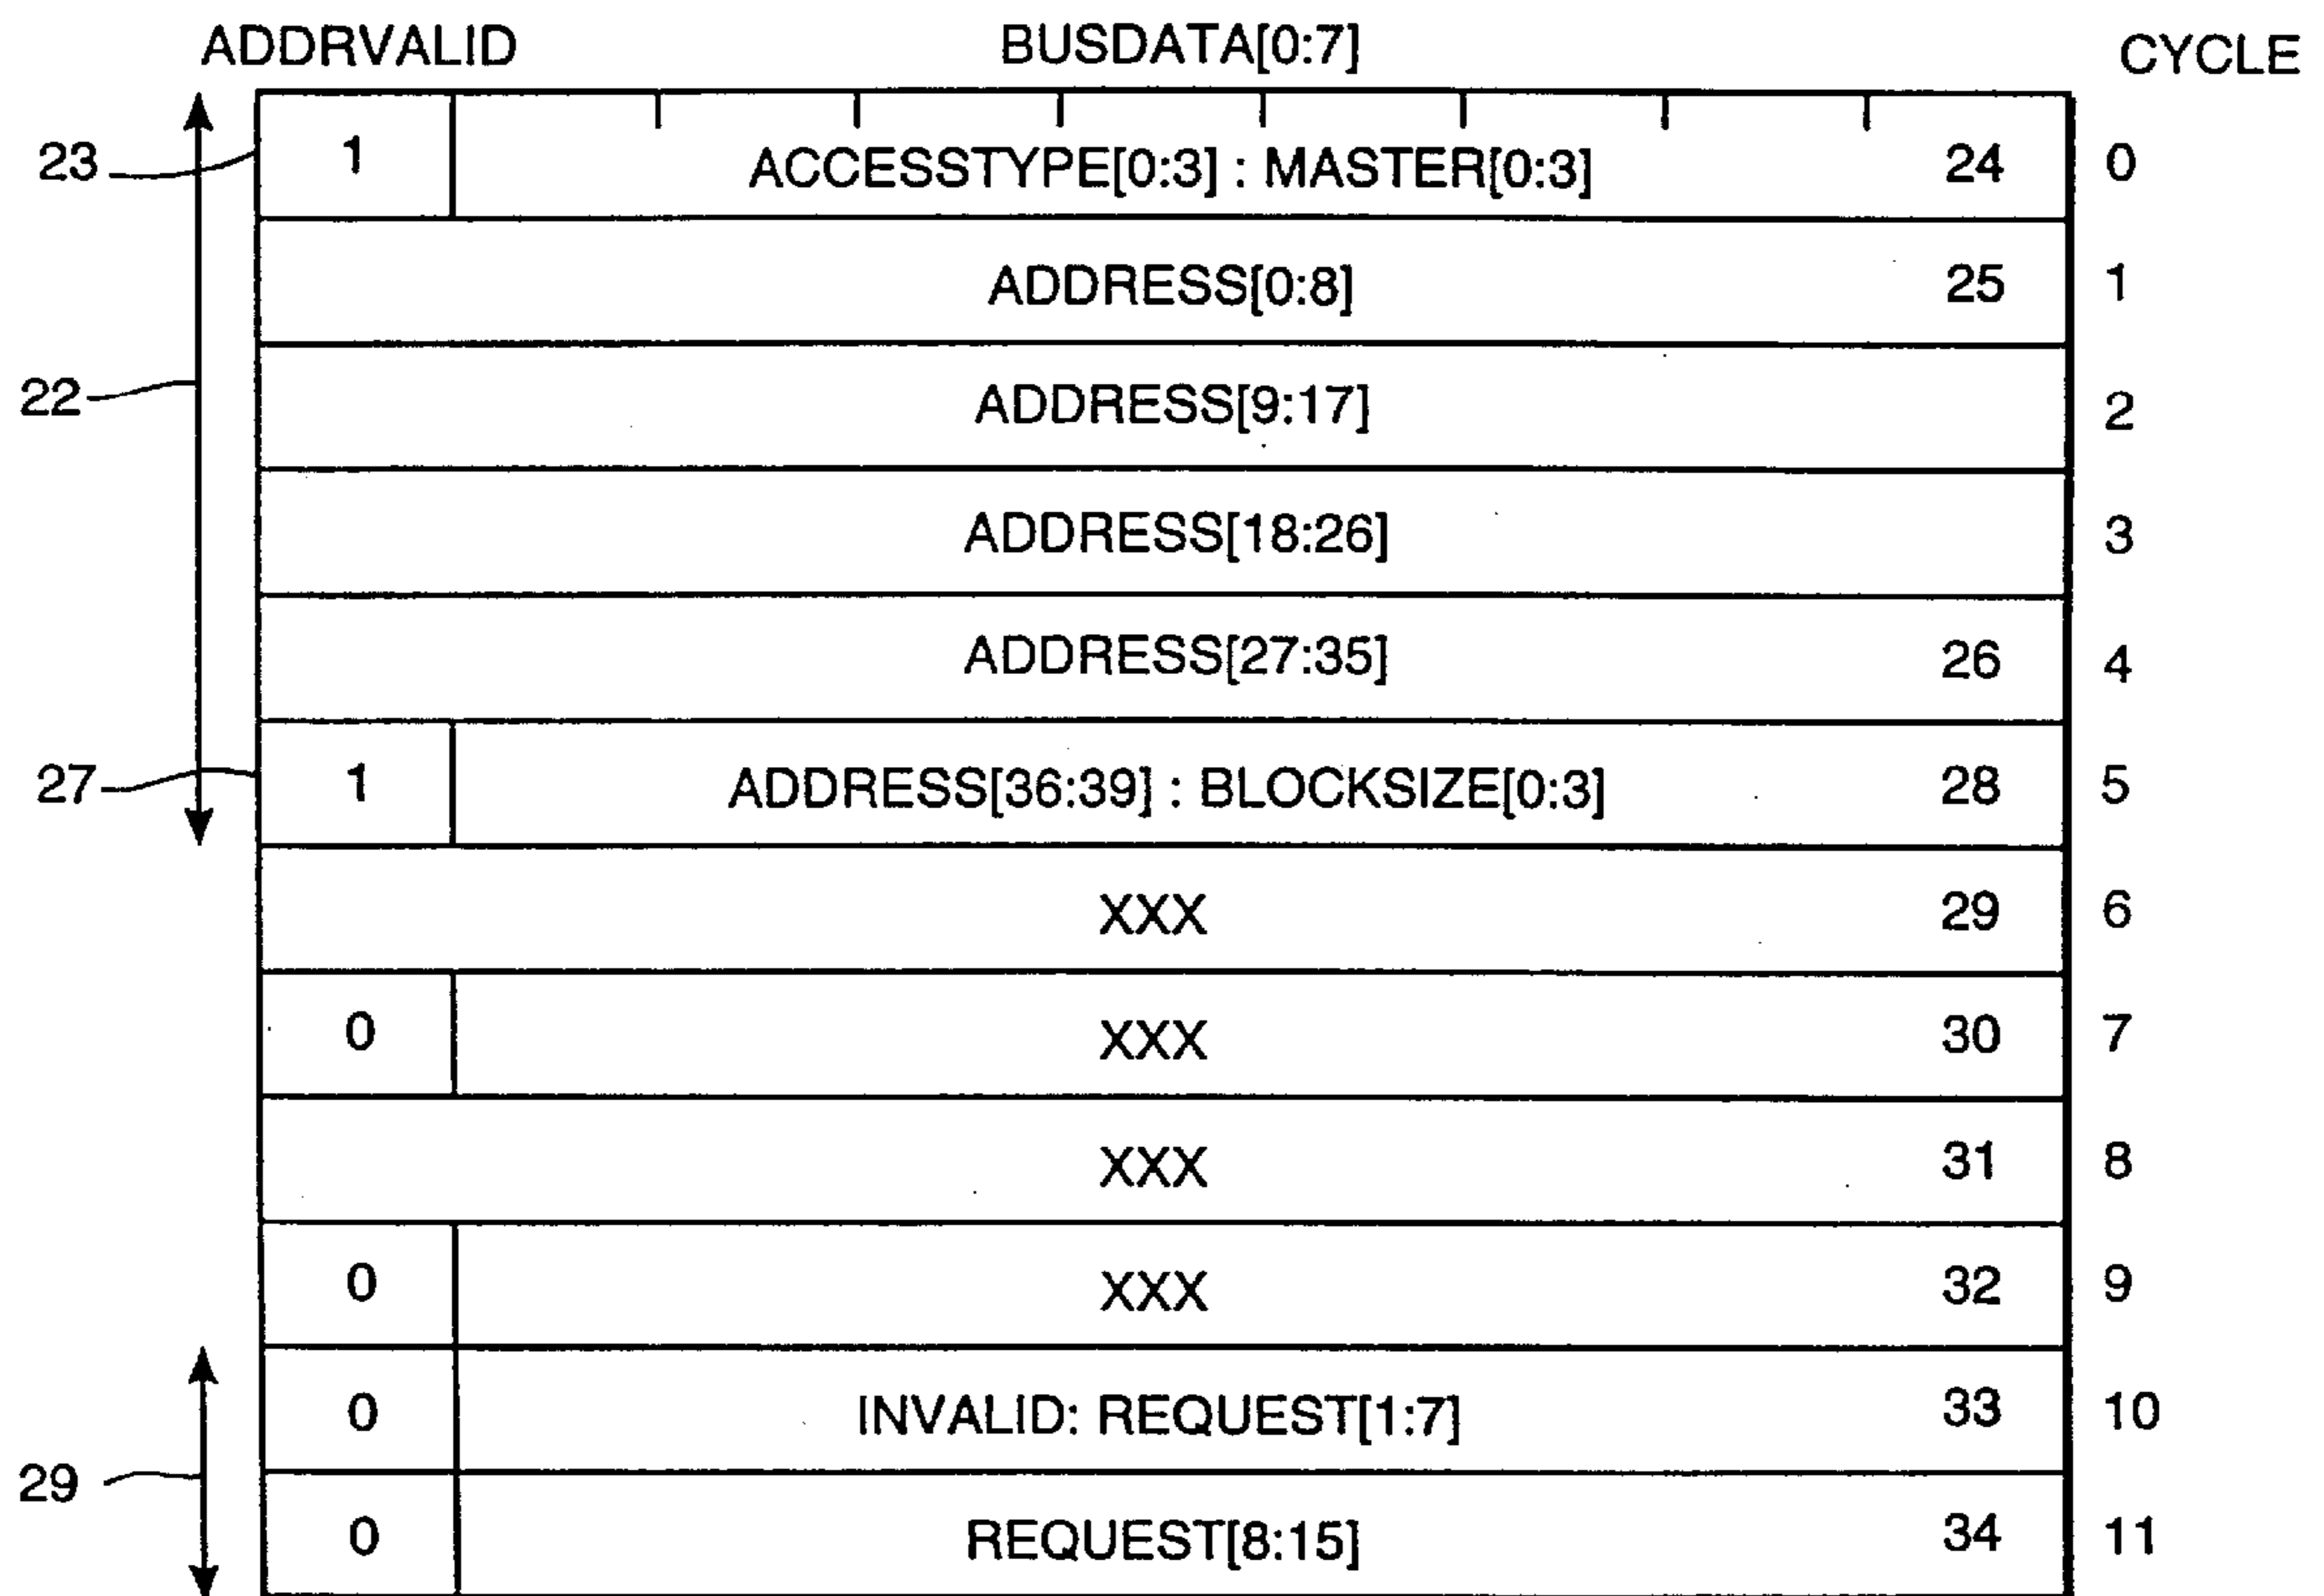 ADDRVALID BUSDATA[0:7] CYCLE
23 1 ACCESSTYPE[0:3] : MASTER[0:3] 24 0
ADDRESS[0:8] 25 1
22 ADDRESS[9:17] 2
ADDRESS[18:26] 3
ADDRESS[27:35] 26 4
27 1 ADDRESS[36:39] : BLOCKSIZE[0:3] 28 5
XXX 29 6
0 XXX 30 7
XXX 31 8
0 XXX 32 9
0 INVALID: REQUEST[1:7] 33 10
29 0 REQUEST[8:15] 34 11